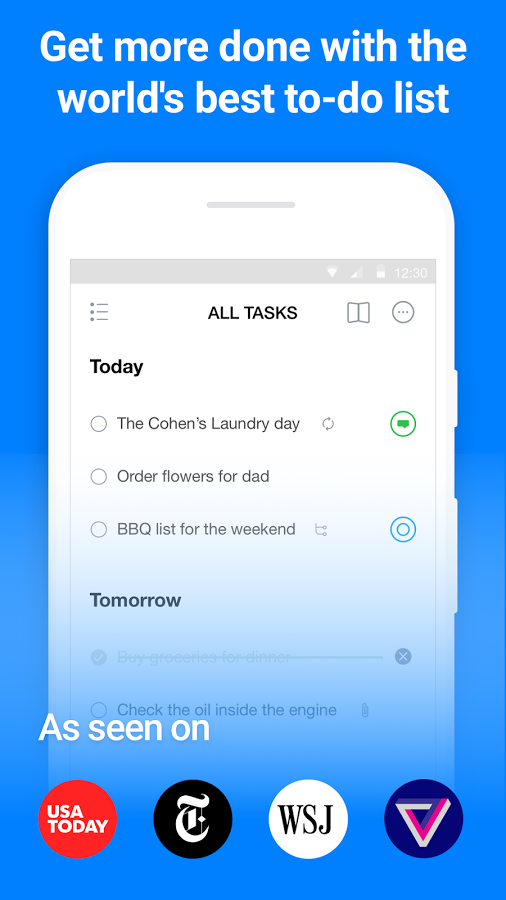 Get more done with the
world's best to-do list
12:30
ALL TASKS
Today
The Cohen's Laundry day
Order flowers for dad
BBQ list for the weekend
Tomorrow
Buy groceries for dinner
Check the oil inside the engine
As seen on
USA
TODAY
T
WSJ